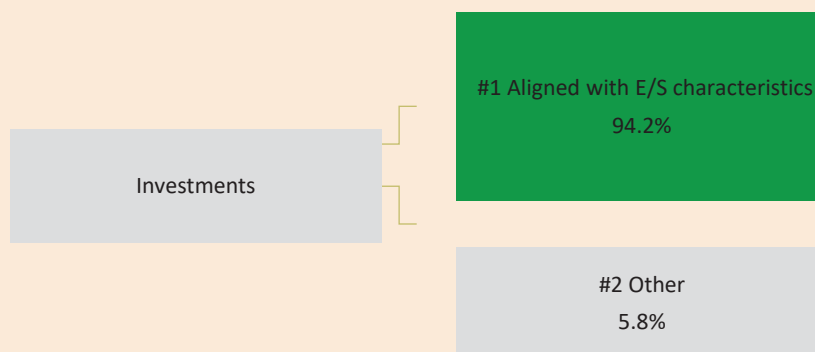 #1 Aligned with E/S characteristics
94.2%
Investments
#2 Other
5.8%